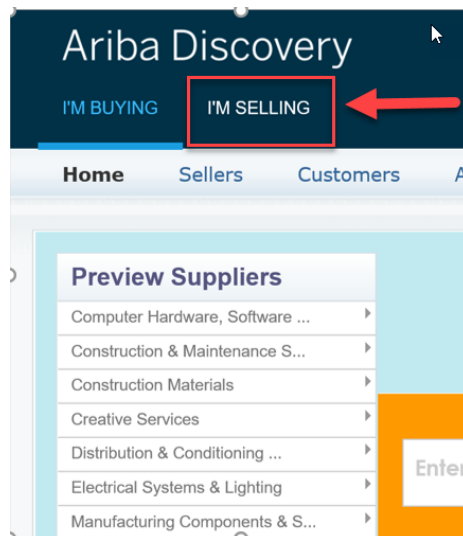 Ariba Discovery
I'M BUYING I'M SELLING
Home Sellers Customers A
Preview Suppliers
Computer Hardware, Software ...
Construction & Maintenance S...
Construction Materials
Creative Services
Distribution & Conditioning ...
Electrical Systems & Lighting
Manufacturing Components & S...
Enter